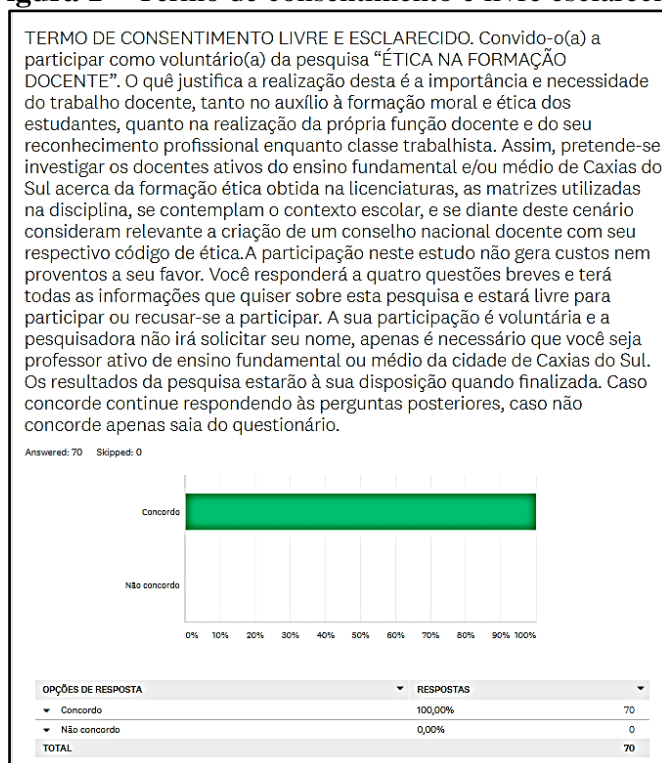 igura 2 – Termo de consentimento e livre esclarec
TERMO DE CONSENTIMENTO LIVRE E ESCLARECIDO. Convido-o(a) a
participar como voluntário(a) da pesquisa “ÉTICA NA FORMAÇÃO
DOCENTE”. O quê justifica a realização desta é a importância e necessidade
do trabalho docente, tanto no auxílio à formação moral e ética dos
estudantes, quanto na realização da própria função docente e do seu
reconhecimento profissional enquanto classe trabalhista. Assim, pretende-se
investigar os docentes ativos do ensino fundamental e/ou médio de Caxias do
Sul acerca da formação ética obtida na licenciaturas, as matrizes utilizadas
na disciplina, se contemplam o contexto escolar, e se diante deste cenário
consideram relevante a criação de um conselho nacional docente com seu
respectivo código de ética.A participação neste estudo não gera custos nem
proventos a seu favor. Você responderá a quatro questões breves e terá
todas as informações que quiser sobre esta pesquisa e estará livre para
participar ou recusar-se a participar. A sua participação é voluntária e a
pesquisadora não irá solicitar seu nome, apenas é necessário que você seja
professor ativo de ensino fundamental ou médio da cidade de Caxias do Sul.
Os resultados da pesquisa estarão à sua disposição quando finalizada. Caso
concorde continue respondendo às perguntas posteriores, caso não
concorde apenas saia do questionário.
Answered: 70 Skipped: 0
Concordo
Não concordo
0% 10% 20% 30% 40% 50% 60% 70% 80% 90% 100%
OPÇÕES DE RESPOSTA RESPOSTAS
Concordo 100,00% 70
Não concordo 0,00% 0
TOTAL 70